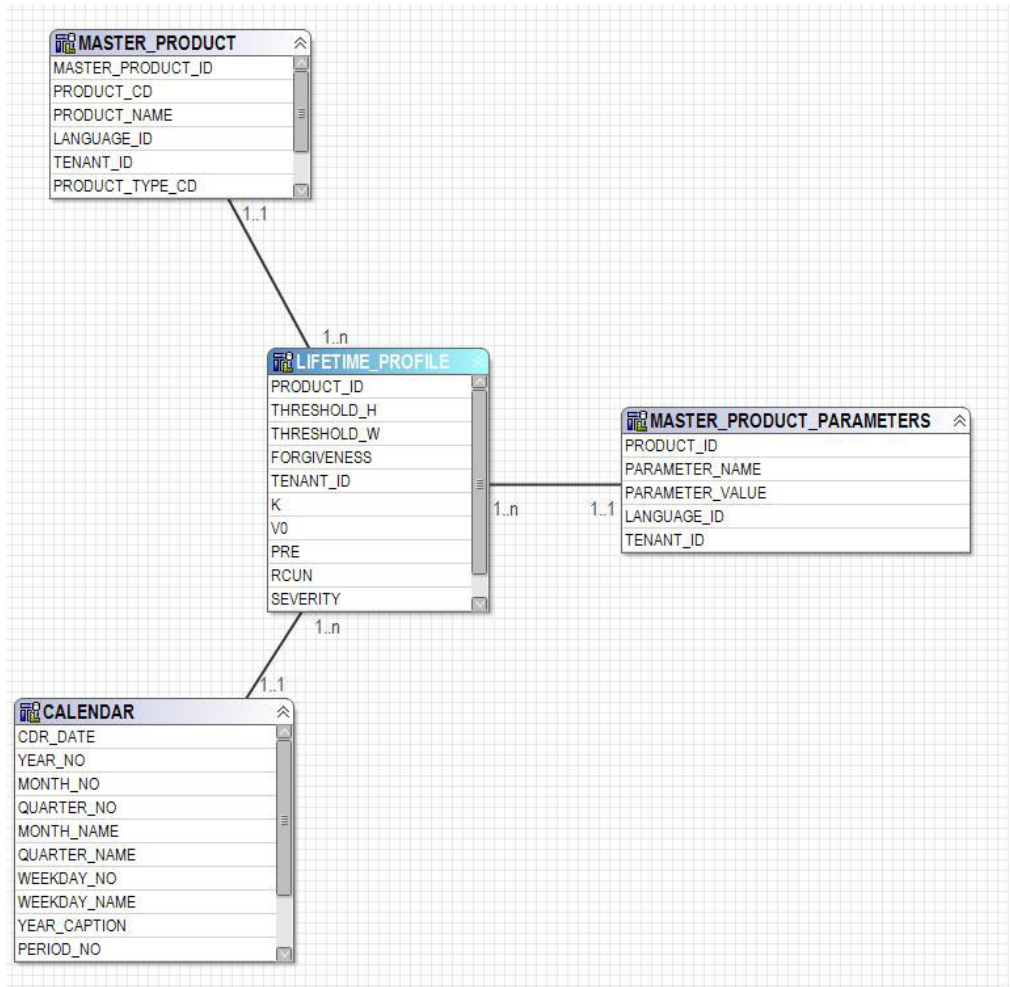 MASTER_PRODUCT
MASTER_PRODUCT_ID
PRODUCT_CD
PRODUCT_NAME
LANGUAGE_ID
TENANT_ID
PRODUCT_TYPE_CD
1..1
1..n
LIFETIME_PROFILE
PRODUCT_ID
THRESHOLD_H
THRESHOLD_W
FORGIVENESS
TENANT_ID
K
V0
PRE
RCUN
SEVERITY
1..n
1..1
MASTER_PRODUCT_PARAMETERS
PRODUCT_ID
PARAMETER_NAME
PARAMETER_VALUE
LANGUAGE_ID
TENANT_ID
1..n
1..1
CALENDAR
CDR_DATE
YEAR_NO
MONTH_NO
QUARTER_NO
MONTH_NAME
QUARTER_NAME
WEEKDAY_NO
WEEKDAY_NAME
YEAR_CAPTION
PERIOD_NO